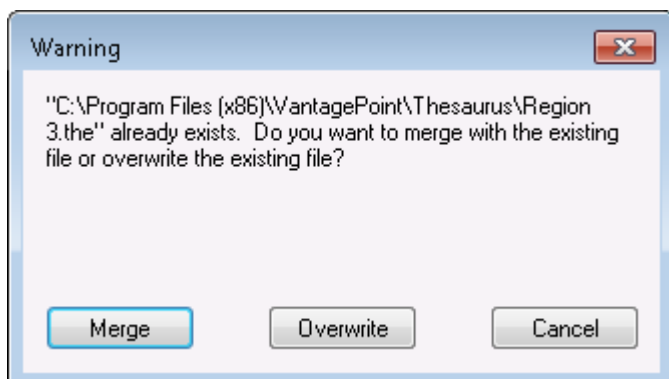 Warning
"C:\Program Files (x86)\VantagePoint\Thesaurus\Region
3.the" already exists.  Do you want to merge with the existing
file or overwrite the existing file?
Merge
Overwrite
Cancel